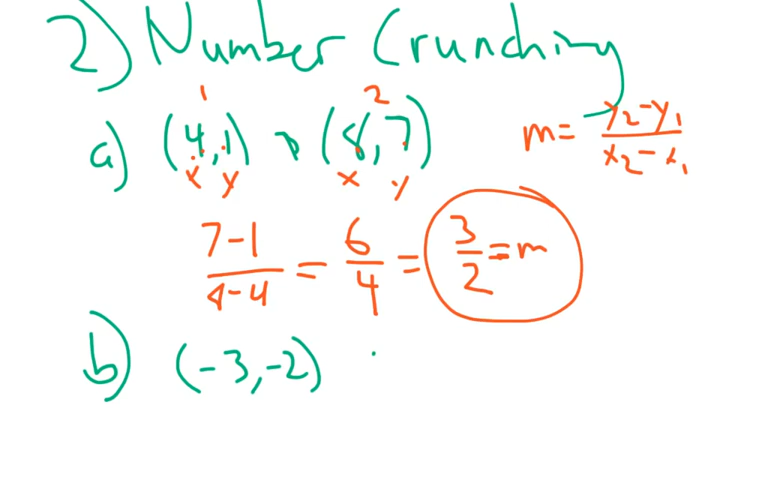 2) Number Crunching
1 2
a) (4,1) → (8,7) m = y₂-y₁/x₂-x₁
x y x y
7-1/8-4 = 6/4 = 3/2 = m
b) (-3,-2)